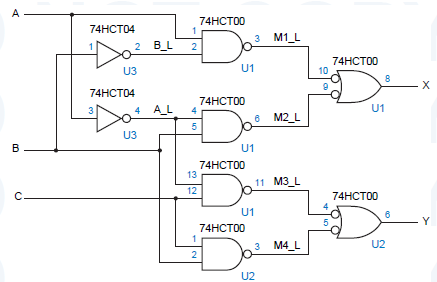 A
74HCT04
74HCT00
1
2
B_L
U3
1
2
3
M1_L
U1
74HCT00
10
9
8
X
U1
74HCT04
3
4
A_L
U3
74HCT00
4
5
6
M2_L
U1
B
74HCT00
13
12
11
M3_L
U1
C
74HCT00
4
5
6
Y
U2
74HCT00
1
2
3
M4_L
U2